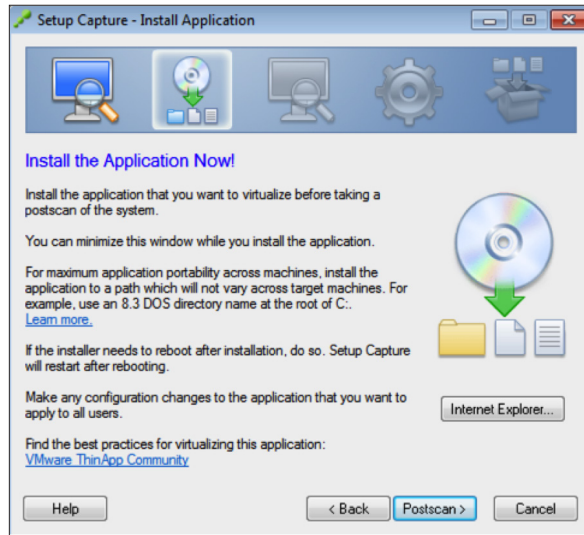 Setup Capture - Install Application
Install the Application Now!
Install the application that you want to virtualize before taking a
postscan of the system.
You can minimize this window while you install the application.
For maximum application portability across machines, install the
application to a path which will not vary across target machines. For
example, use an 8.3 DOS directory name at the root of C:.
Learn more.
If the installer needs to reboot after installation, do so. Setup Capture
will restart after rebooting.
Make any configuration changes to the application that you want to
apply to all users.
Internet Explorer...
Find the best practices for virtualizing this application:
VMware ThinApp Community
Help
< Back
Postscan >
Cancel